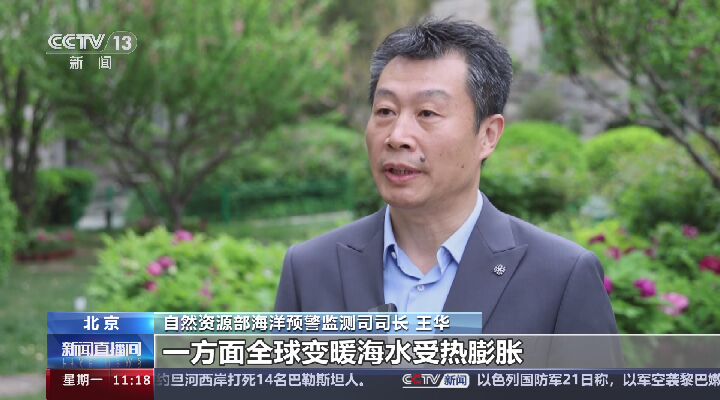 CCTV 13
新闻
北京
自然资源部海洋预警监测司司长 王华
新闻直播间
一方面全球变暖海水受热膨胀
星期一 11:18 约旦河西岸打死14名巴勒斯坦人。 CCTV 新闻 以色列国防军21日称，以军空袭黎巴嫩